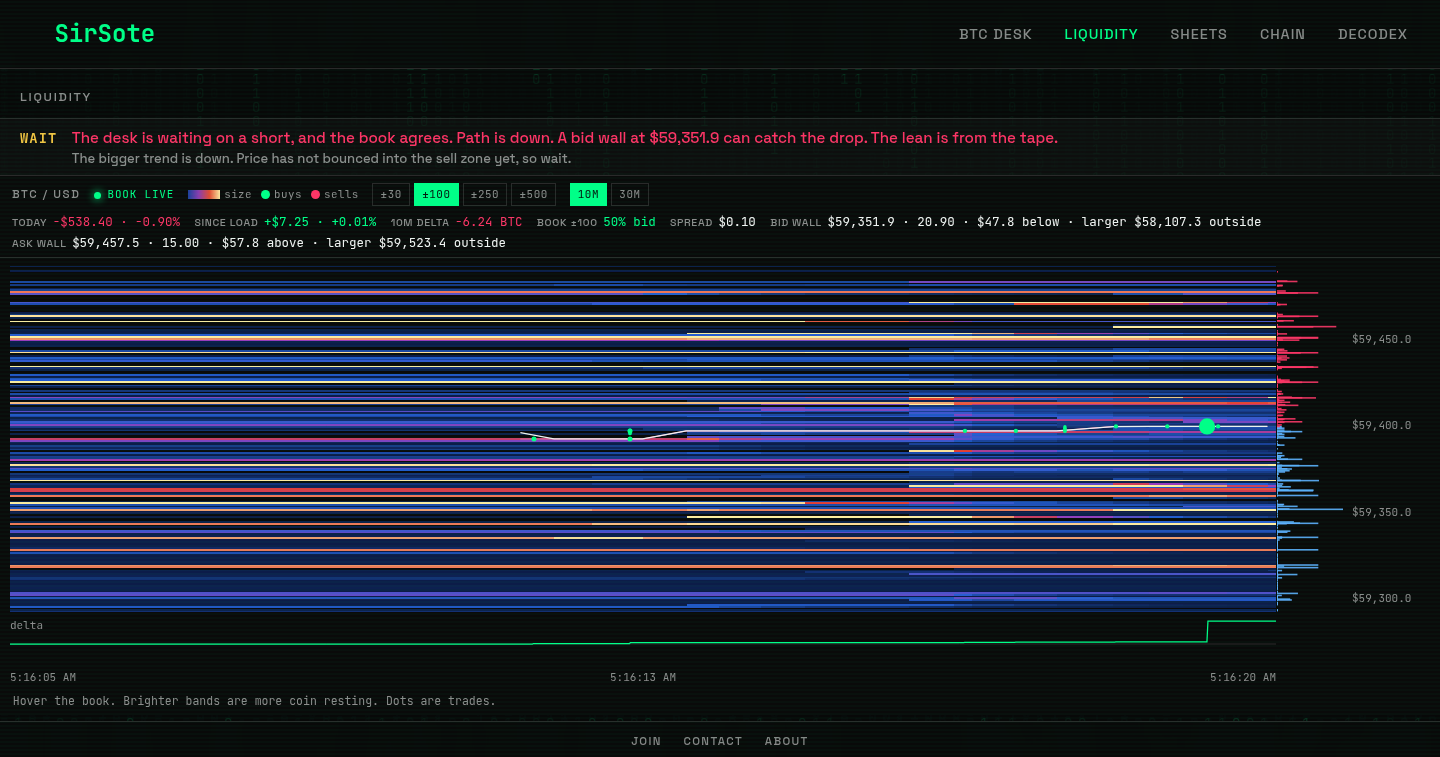 SirSote
BTC DESK LIQUIDITY SHEETS CHAIN DECODEX
LIQUIDITY
WAIT The desk is waiting on a short, and the book agrees. Path is down. A bid wall at $59,351.9 can catch the drop. The lean is from the tape.
The bigger trend is down. Price has not bounced into the sell zone yet, so wait.
BTC / USD BOOK LIVE size buys sells ±30 ±100 ±250 ±500 10M 30M
TODAY -$538.40 · -0.90% SINCE LOAD +$7.25 · +0.01% 10M DELTA -6.24 BTC BOOK ±100 50% bid SPREAD $0.10 BID WALL $59,351.9 · 20.90 · $47.8 below · larger $58,107.3 outside
ASK WALL $59,457.5 · 15.00 · $57.8 above · larger $59,523.4 outside
$59,450.0
$59,400.0
$59,350.0
$59,300.0
delta
5:16:05 AM 5:16:13 AM 5:16:20 AM
Hover the book. Brighter bands are more coin resting. Dots are trades.
JOIN CONTACT ABOUT